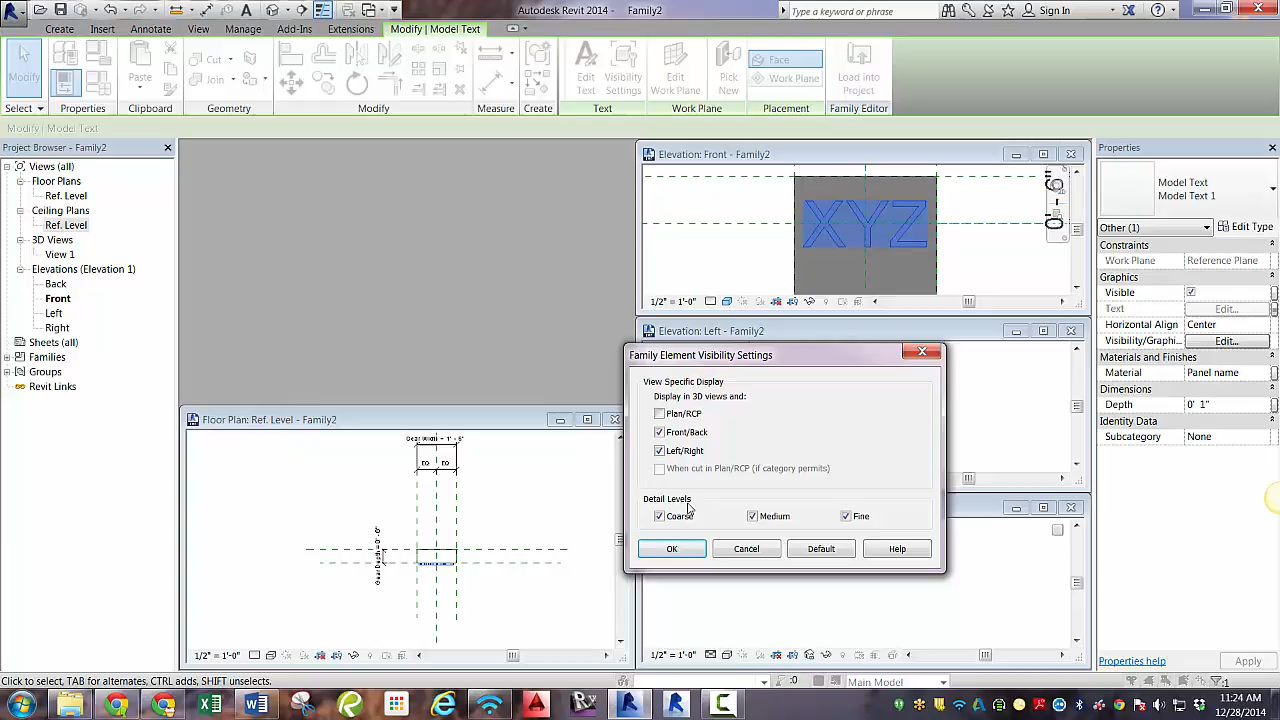 Autodesk Revit 2014 - Family2
Type a keyword or phrase
Sign In
Create Insert Annotate View Manage Add-Ins Extensions Modify | Model Text
Modify
Paste
Cut
Join
Edit Text
Visibility Settings
Edit Work Plane
Pick New
Face
Work Plane
Load into Project
Select Properties Clipboard Geometry Modify Measure Create Text Work Plane Placement Family Editor
Modify | Model Text
Project Browser - Family2
Views (all)
Floor Plans
Ref. Level
Ceiling Plans
Ref. Level
3D Views
View 1
Elevations (Elevation 1)
Back
Front
Left
Right
Sheets (all)
Families
Groups
Revit Links
Elevation: Front - Family2
XYZ
1/2" = 1'-0"
Elevation: Left - Family2
Family Element Visibility Settings
View Specific Display
Display in 3D views and:
Plan/RCP
Front/Back
Left/Right
When cut in Plan/RCP (if category permits)
Detail Levels
Coarse Medium Fine
OK Cancel Default Help
Floor Plan: Ref. Level - Family2
Gear Width = 1' - 6"
EQ EQ
1/2" = 1'-0"
1/2" = 1'-0"
Properties
Model Text
Model Text 1
Other (1) Edit Type
Constraints
Work Plane Reference Plane
Graphics
Visible
Text Edit...
Horizontal Align Center
Visibility/Graphi... Edit...
Materials and Finishes
Material Panel name
Dimensions
Depth 0' 1"
Identity Data
Subcategory None
Properties help Apply
Click to select, TAB for alternates, CTRL adds, SHIFT unselects.
:0 Main Model :1
11:24 AM
12/28/2014